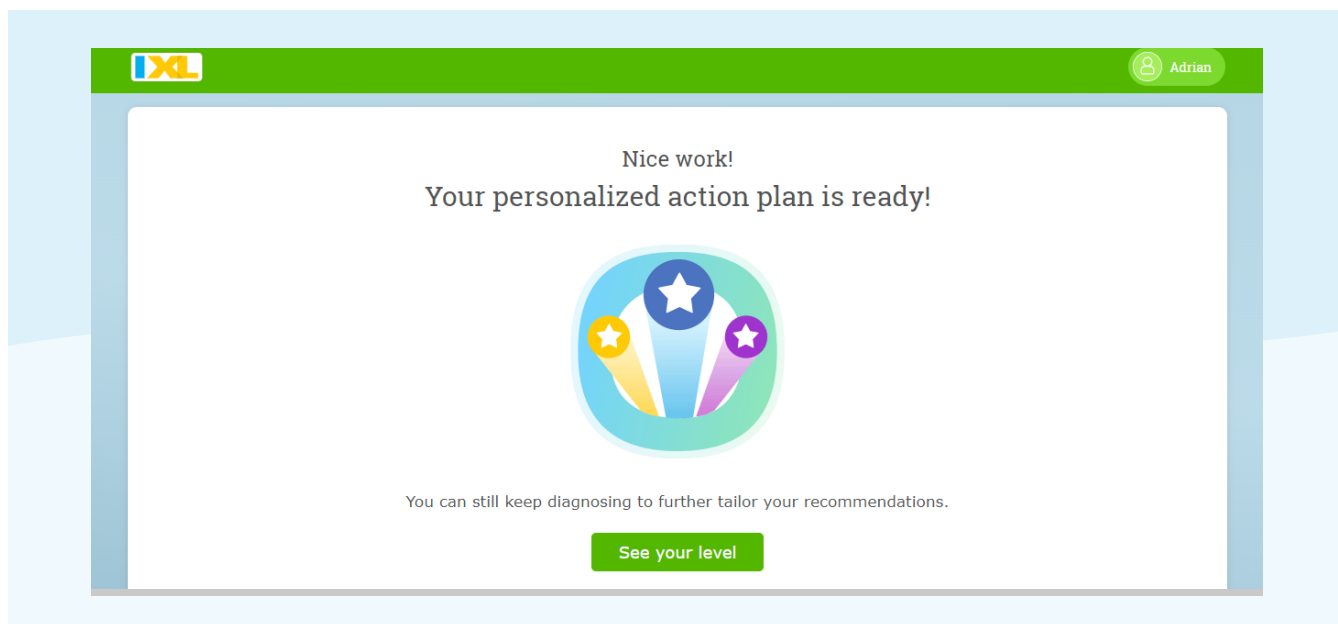 IXL
Adrian
Nice work!
Your personalized action plan is ready!
You can still keep diagnosing to further tailor your recommendations.
See your level